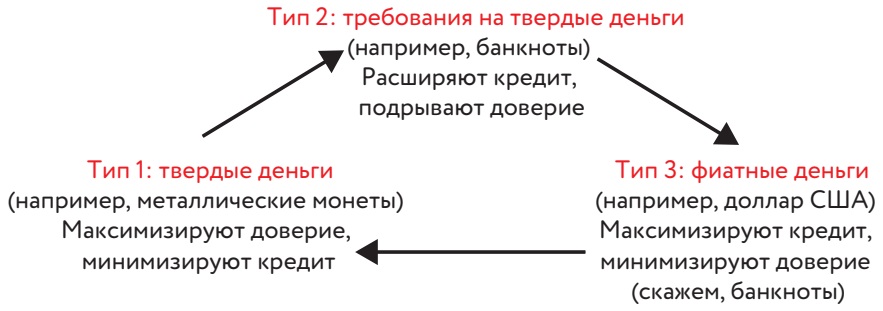 Тип 2: требования на твердые деньги
(например, банкноты)
Расширяют кредит,
подрывают доверие
Тип 1: твердые деньги
(например, металлические монеты)
Максимизируют доверие,
минимизируют кредит
Тип 3: фиатные деньги
(например, доллар США)
Максимизируют кредит,
минимизируют доверие
(скажем, банкноты)